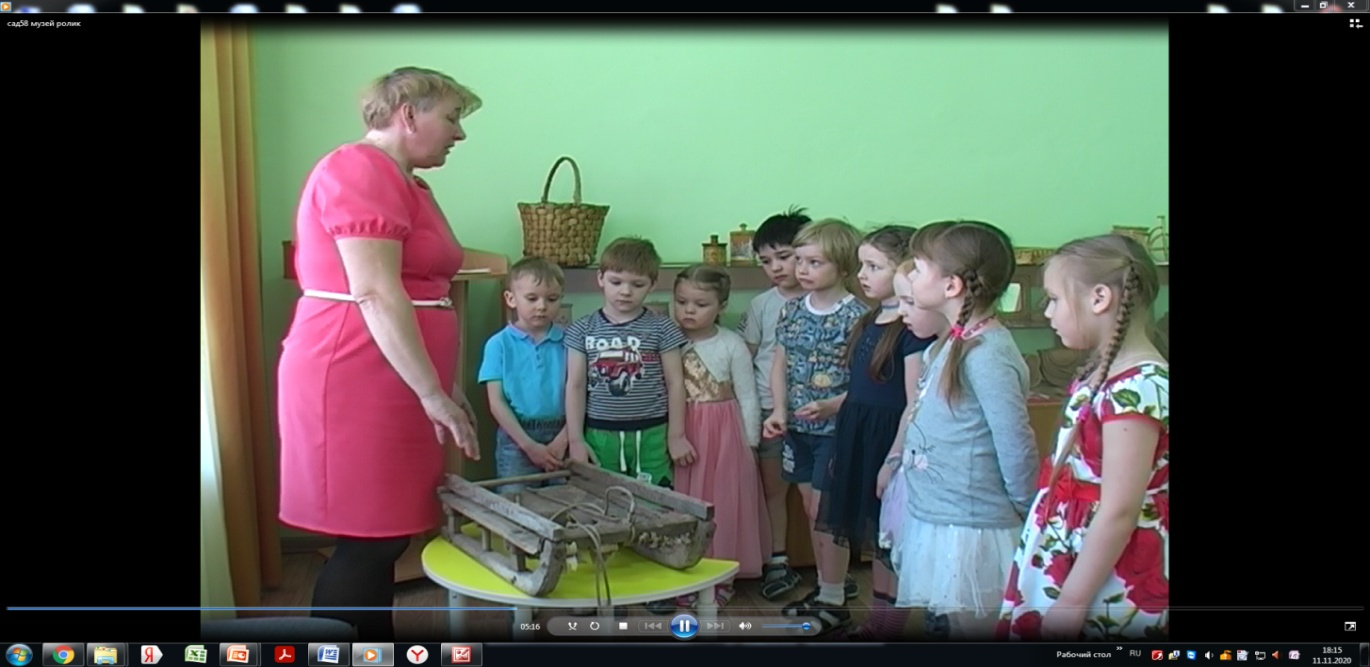 сад58 музей ролик
ROAD
05:16
Рабочий стол
RU
18:15
11.11.2020